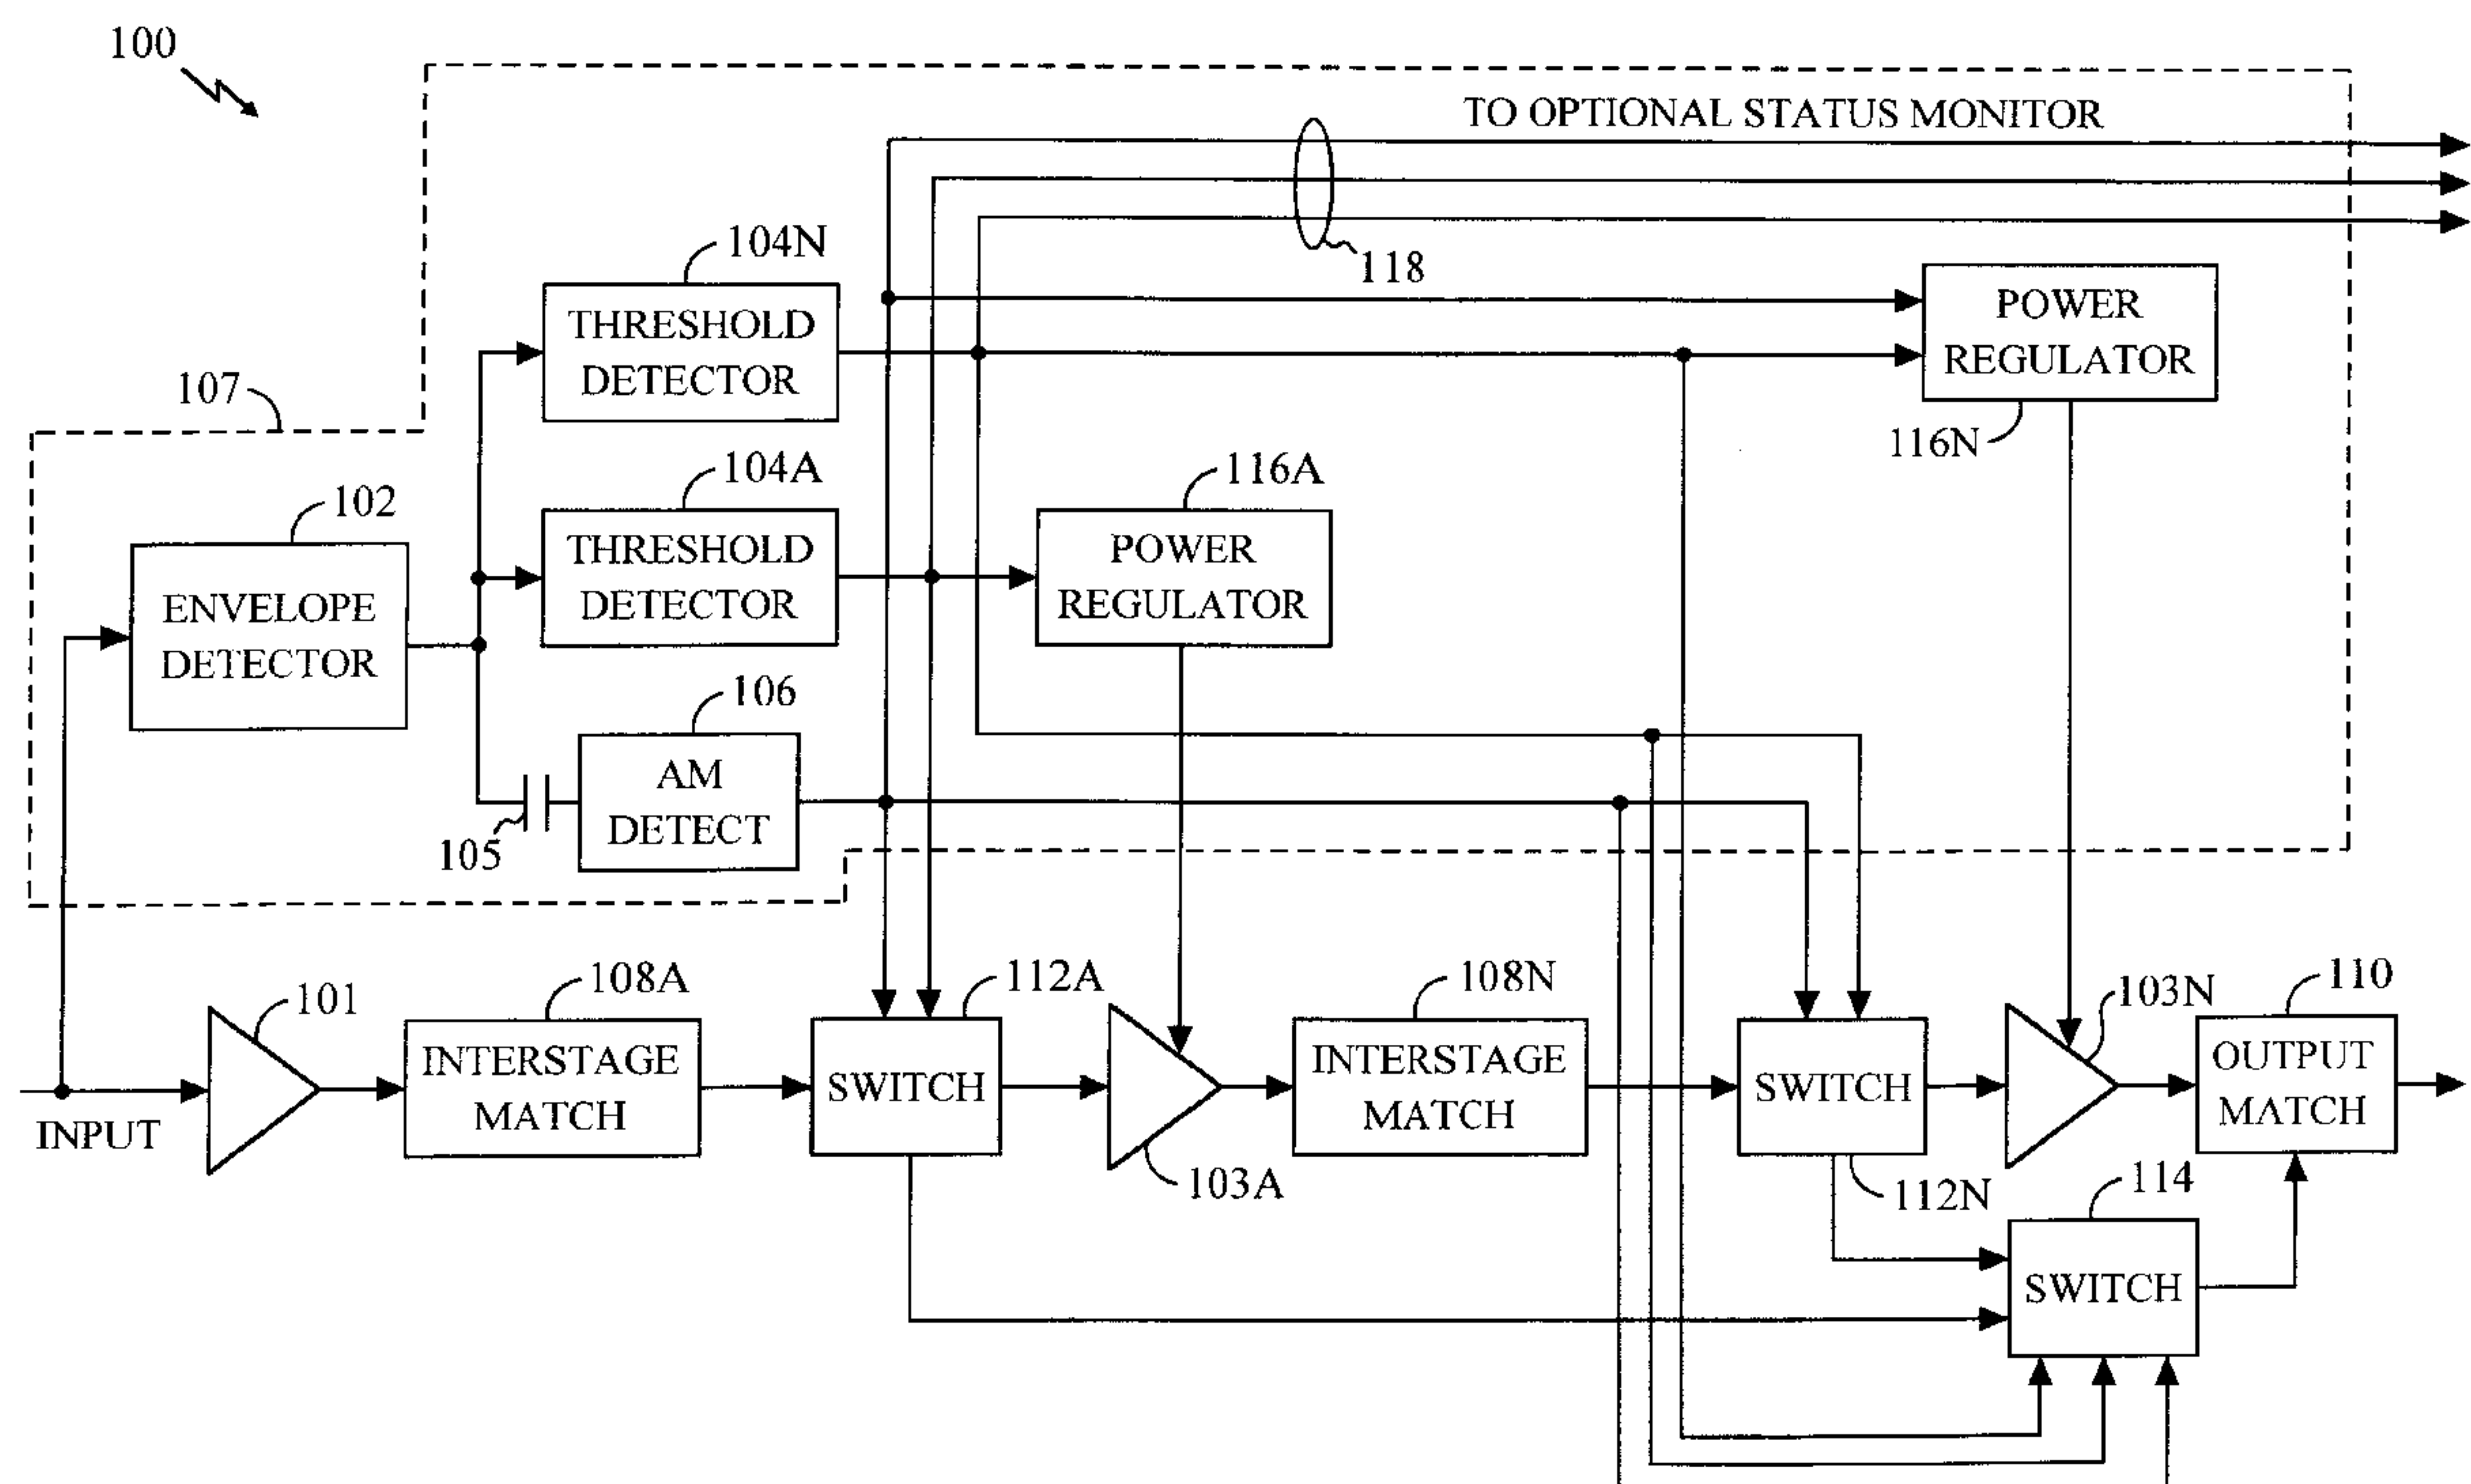 100
TO OPTIONAL STATUS MONITOR
118
104N
THRESHOLD
DETECTOR
POWER
REGULATOR
116N
107
104A
THRESHOLD
DETECTOR
116A
POWER
REGULATOR
102
ENVELOPE
DETECTOR
106
AM
DETECT
105
INPUT
101
108A
INTERSTAGE
MATCH
112A
SWITCH
103A
108N
INTERSTAGE
MATCH
SWITCH
112N
103N
110
OUTPUT
MATCH
114
SWITCH